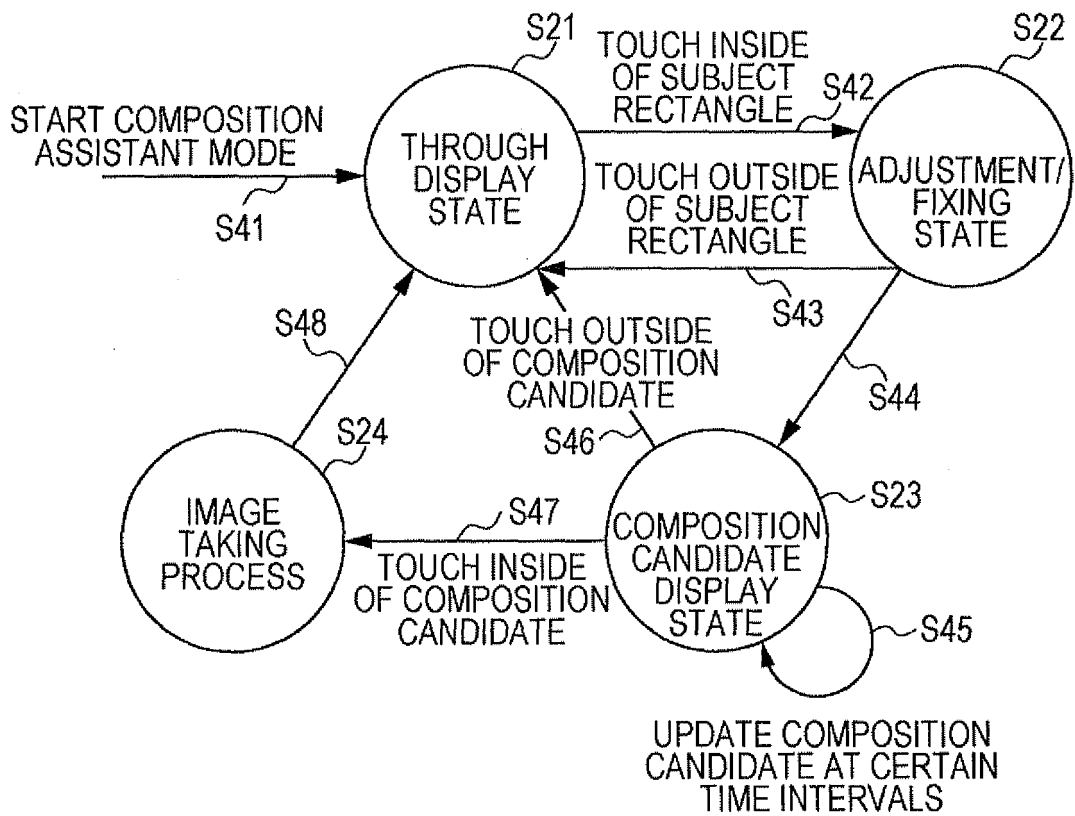 S21
TOUCH INSIDE
OF SUBJECT
RECTANGLE
S42
S22
START COMPOSITION
ASSISTANT MODE
S41
THROUGH
DISPLAY
STATE
TOUCH OUTSIDE
OF SUBJECT
RECTANGLE
S43
ADJUSTMENT/
FIXING
STATE
S48
TOUCH OUTSIDE
OF COMPOSITION
CANDIDATE
S46
S44
S24
IMAGE
TAKING
PROCESS
S47
TOUCH INSIDE
OF COMPOSITION
CANDIDATE
S23
COMPOSITION
CANDIDATE
DISPLAY
STATE
S45
UPDATE COMPOSITION
CANDIDATE AT CERTAIN
TIME INTERVALS